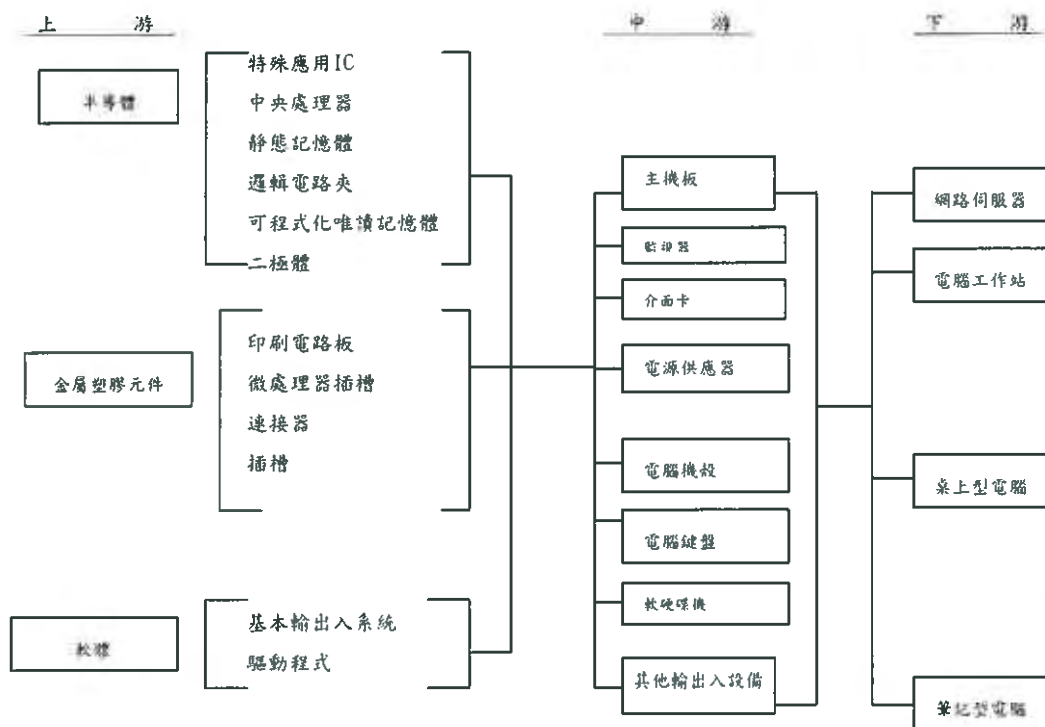 上 游
半導體
特殊應用IC
中央處理器
靜態記憶體
邏輯電路夾
可程式化唯讀記憶體
二極體
金屬塑膠元件
印刷電路板
微處理器插槽
連接器
插槽
軟體
基本輸出入系統
驅動程式
中 游
主機板
監視器
介面卡
電源供應器
電腦機殼
電腦鍵盤
軟硬碟機
其他輸出入設備
下 游
網路伺服器
電腦工作站
桌上型電腦
筆記型電腦